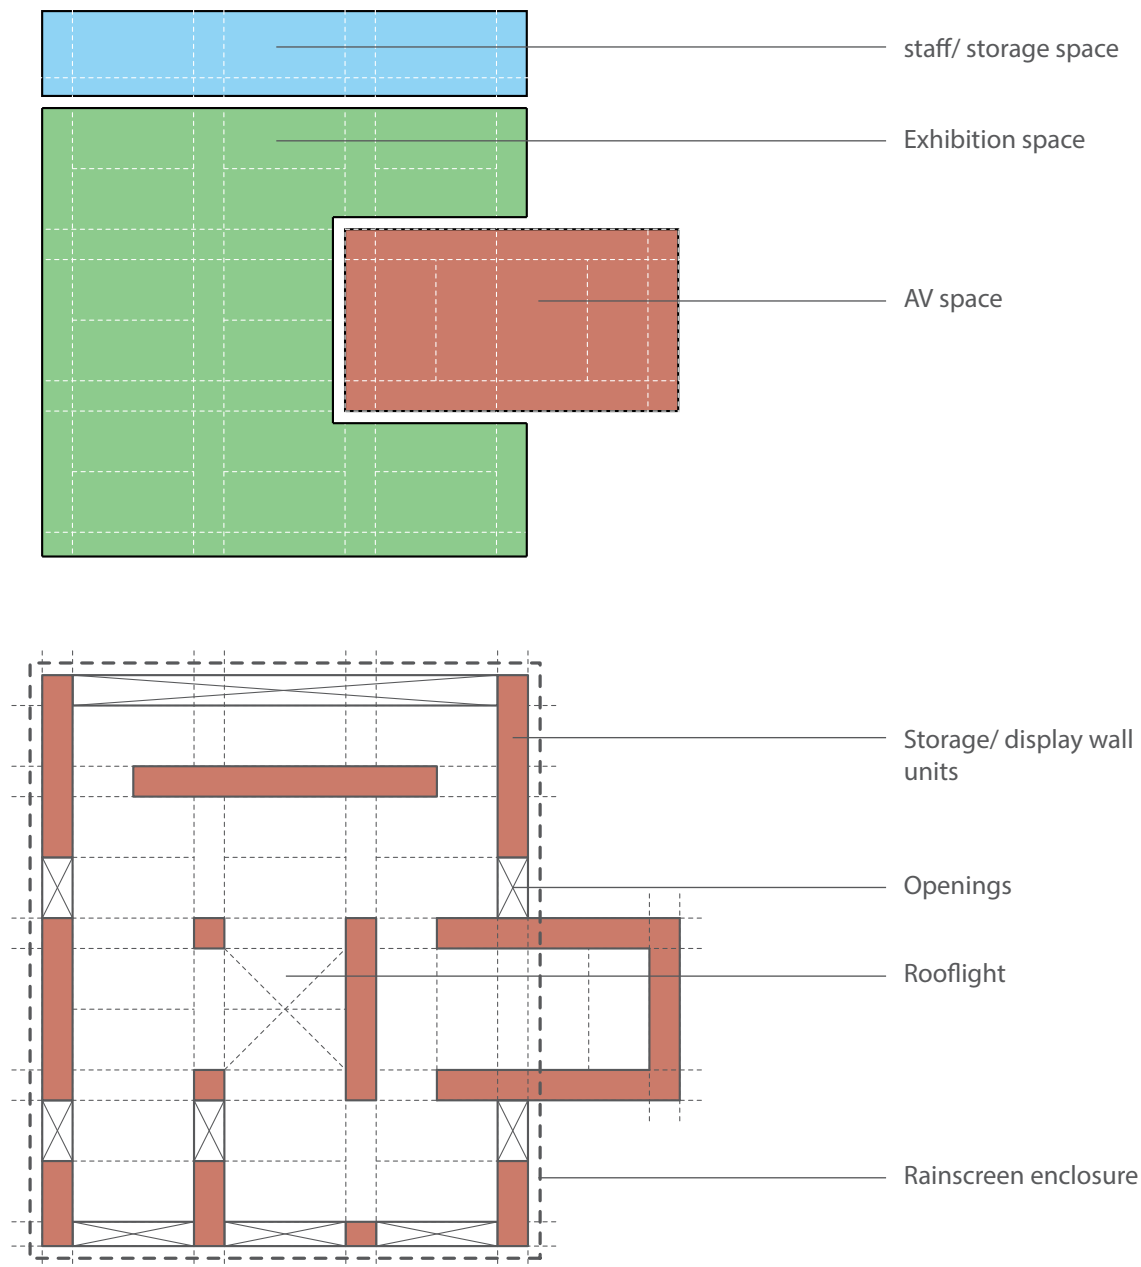 staff/ storage space
Exhibition space
AV space
Storage/ display wall
units
Openings
Rooflight
Rainscreen enclosure